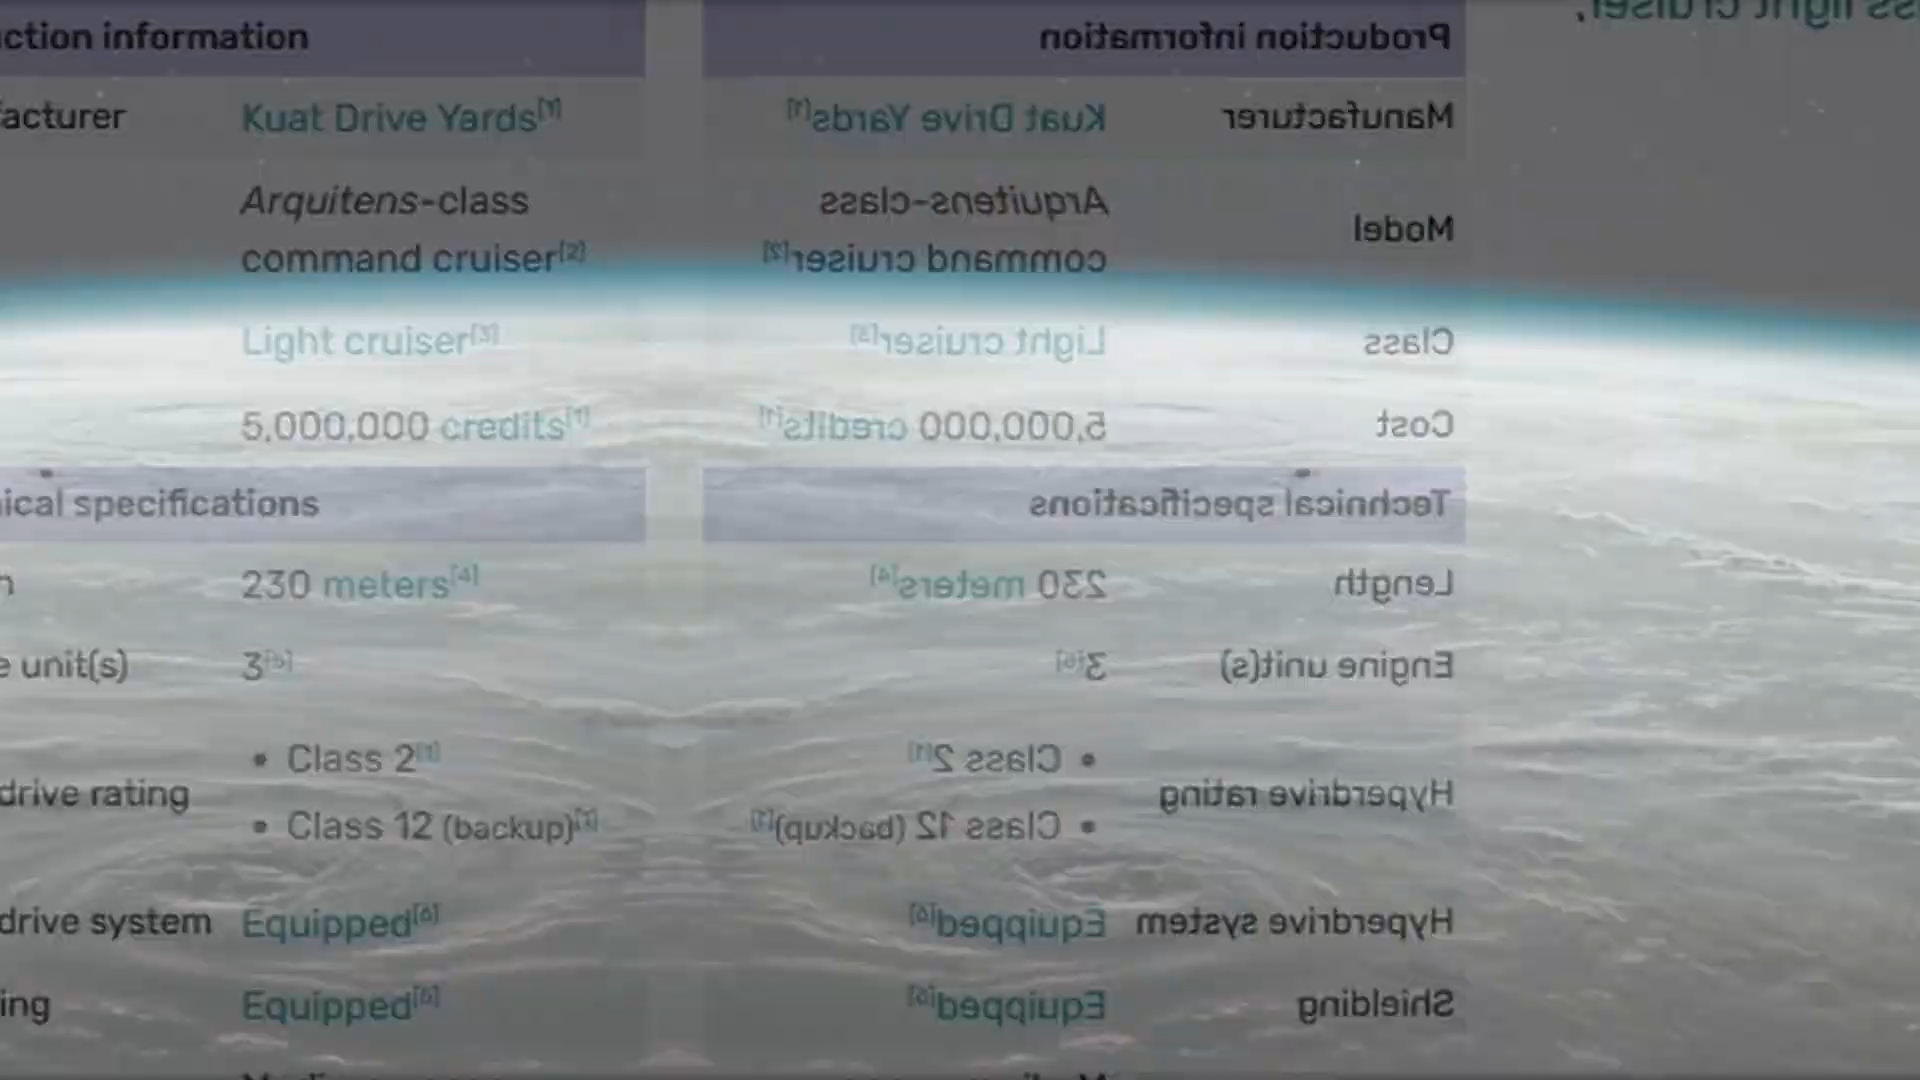 ction information Production information
ss light cruiser,
facturer Kuat Drive Yards[1] Kuat Drive Yards[1] Manufacturer
Arquitens-class Arquitens-class
Model
command cruiser[2] command cruiser[2]
Light cruiser[3] Light cruiser[3] Class
5,000,000 credits[1] 5,000,000 credits[1] Cost
ical specifications Technical specifications
230 meters[4] 230 meters[4] Length
e unit(s) 3 3 Engine unit(s)
• Class 2[1] • Class 2[1]
drive rating Hyperdrive rating
• Class 12 (backup)[1] • Class 12 (backup)[1]
drive system Equipped[6] Equipped[6] Hyperdrive system
ing Equipped[6] Equipped[6] Shielding